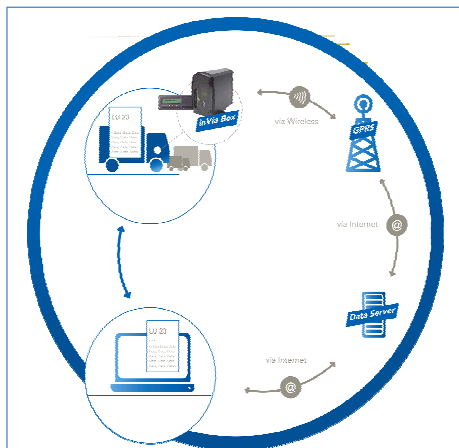 LU 23
inVia Box
via Wireless
GPRS
via Internet
Data Server
LU 23
via Internet